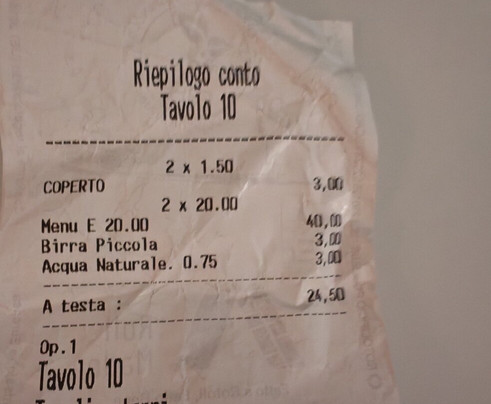 Riepilogo conto
Tavolo 10
2 x 1.50
COPERTO 3,00
2 x 20.00
Menu E 20.00 40,00
Birra Piccola 3,00
Acqua Naturale. 0.75 3,00
A testa : 24,50
Op.1
Tavolo 10